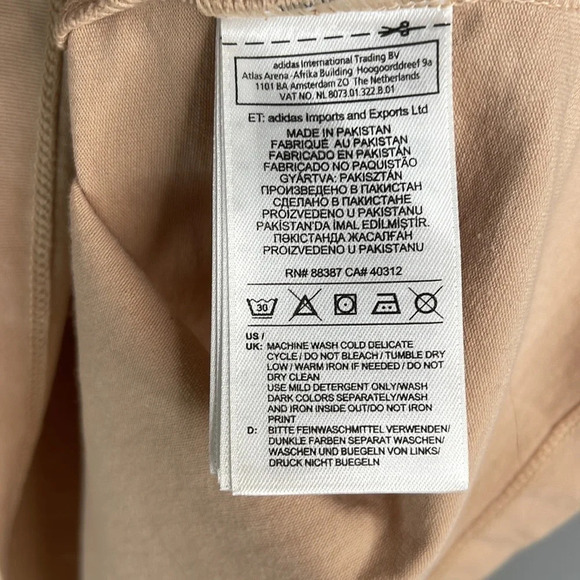 adidas International Trading BV
Atlas Arena -Afrika Building Hoogoorddreef 9a
1101 BA Amsterdam ZO The Netherlands
VAT NO. NL 8073.01.322.B.01
ET: adidas Imports and Exports Ltd
MADE IN PAKISTAN
FABRIQUÉ AU PAKISTAN
FABRICADO EN PAKISTÁN
FABRICADO NO PAQUISTÃO
GYÁRTVA: PAKISZTÁN
ПРОИЗВЕДЕНО В ПАКИСТАН
СДЕЛАНО В ПАКИСТАНЕ
PROIZVEDENO U PAKISTANU
PAKİSTAN'DA İMAL EDİLMİŞTİR.
ПӘКІСТАНДА ЖАСАЛҒАН
PROIZVEDENO U PAKISTANU
RN# 88387 CA# 40312
30
US /
UK: MACHINE WASH COLD DELICATE
CYCLE / DO NOT BLEACH / TUMBLE DRY
LOW / WARM IRON IF NEEDED / DO NOT
DRY CLEAN
USE MILD DETERGENT ONLY/WASH
DARK COLORS SEPARATELY/WASH
AND IRON INSIDE OUT/DO NOT IRON
PRINT
D: BITTE FEINWASCHMITTEL VERWENDEN/
DUNKLE FARBEN SEPARAT WASCHEN/
WASCHEN UND BUEGELN VON LINKS/
DRUCK NICHT BUEGELN